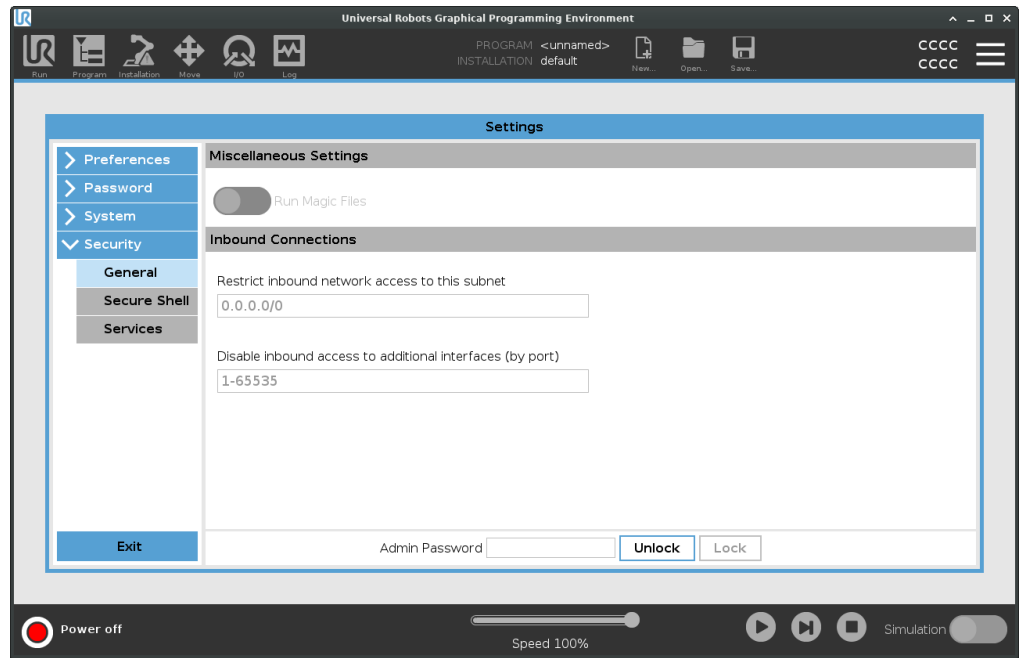 Universal Robots Graphical Programming Environment
UR
Run
Program
Installation
Move
I/O
Log
PROGRAM <unnamed>
INSTALLATION default
New...
Open...
Save...
CCCC
CCCC
Settings
Preferences
Password
System
Security
General
Secure Shell
Services
Exit
Miscellaneous Settings
Run Magic Files
Inbound Connections
Restrict inbound network access to this subnet
0.0.0.0/0
Disable inbound access to additional interfaces (by port)
1-65535
Admin Password
Unlock
Lock
Power off
Speed 100%
Simulation